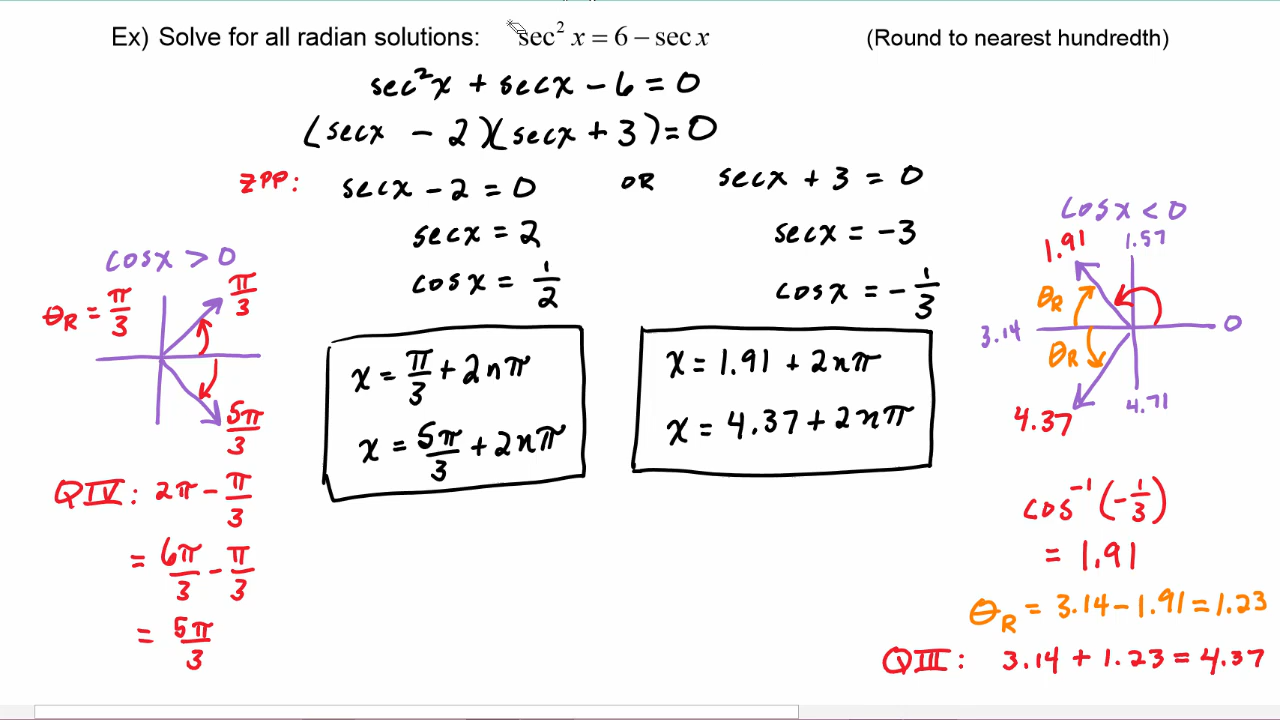 Ex) Solve for all radian solutions: sec² x = 6 − sec x (Round to nearest hundredth)
sec²x + secx − 6 = 0
(secx − 2)(secx + 3) = 0
ZPP: secx − 2 = 0 OR secx + 3 = 0
secx = 2
cosx = 1/2
secx = −3
cosx = −1/3
cosx > 0
θR = π/3
π/3
5π/3
QIV: 2π − π/3
= 6π/3 − π/3
= 5π/3
x = π/3 + 2nπ
x = 5π/3 + 2nπ
x = 1.91 + 2nπ
x = 4.37 + 2nπ
cosx < 0
1.91
1.57
θR
3.14
0
θR
4.37
4.71
cos⁻¹(−1/3)
= 1.91
θR = 3.14 − 1.91 = 1.23
QIII: 3.14 + 1.23 = 4.37